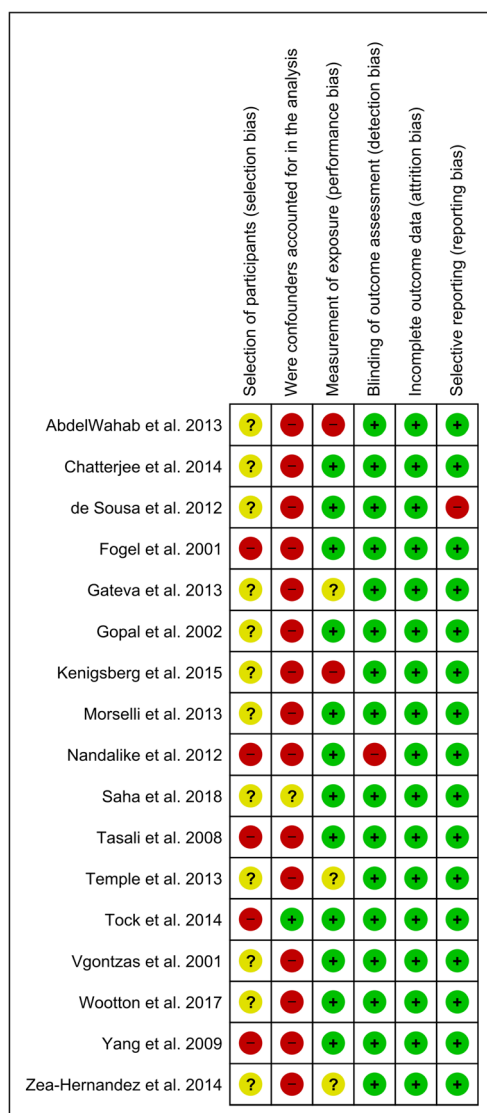 Selection of participants (selection bias)
Were confounders accounted for in the analysis
Measurement of exposure (performance bias)
Blinding of outcome assessment (detection bias)
Incomplete outcome data (attrition bias)
Selective reporting (reporting bias)
AbdelWahab et al. 2013 ? − − + + +
Chatterjee et al. 2014 ? − + + + +
de Sousa et al. 2012 ? − + + + −
Fogel et al. 2001 − − + + + +
Gateva et al. 2013 ? − ? + + +
Gopal et al. 2002 ? − + + + +
Kenigsberg et al. 2015 ? − − + + +
Morselli et al. 2013 ? − + + + +
Nandalike et al. 2012 − − + − + +
Saha et al. 2018 ? ? + + + +
Tasali et al. 2008 − − + + + +
Temple et al. 2013 ? − ? + + +
Tock et al. 2014 − + + + + +
Vgontzas et al. 2001 ? − + + + +
Wootton et al. 2017 ? − + + + +
Yang et al. 2009 − − + + + +
Zea-Hernandez et al. 2014 ? − ? + + +